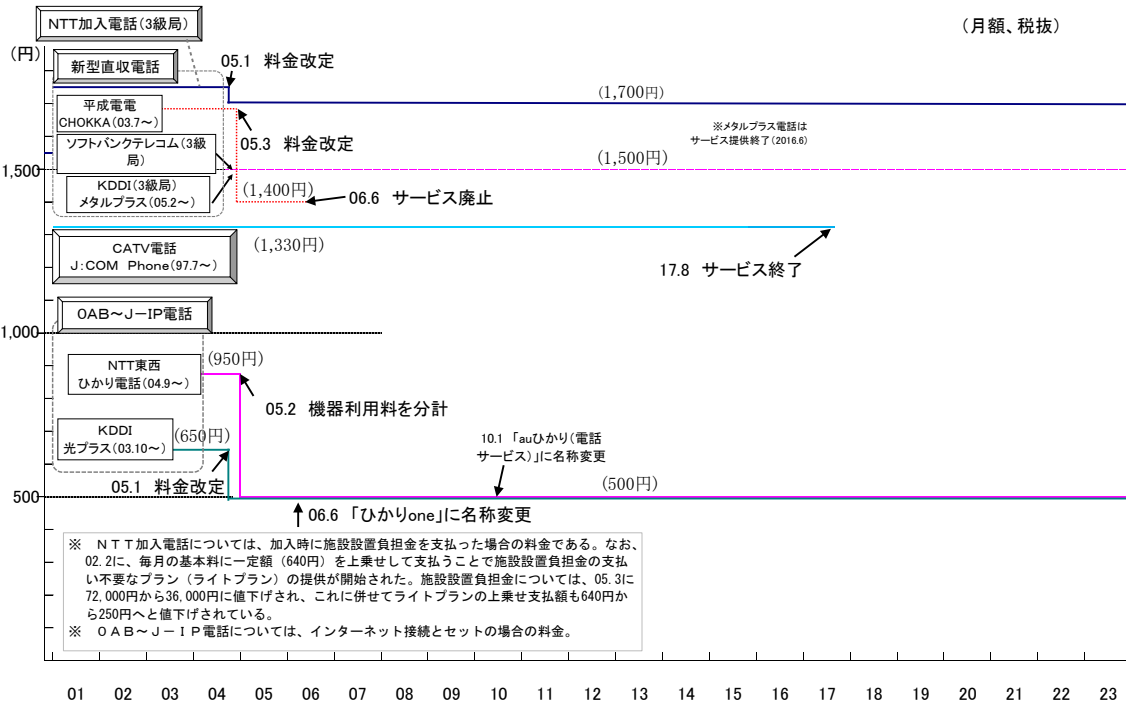 NTT加入電話(3級局)
(月額、税抜)
(円)
新型直収電話
05.1 料金改定
平成電電
CHOKKA(03.7～)
(1,700円)
05.3 料金改定
※メタルプラス電話は
サービス提供終了(2016.6)
ソフトバンクテレコム(3級
局)
(1,500円)
1,500
KDDI(3級局)
メタルプラス(05.2～)
(1,400円)
06.6 サービス廃止
CATV電話
J:COM Phone(97.7～)
(1,330円)
17.8 サービス終了
0AB～J－IP電話
1,000
NTT東西
ひかり電話(04.9～)
(950円)
05.2 機器利用料を分計
KDDI
光プラス(03.10～)
(650円)
10.1 「auひかり(電話
サービス)」に名称変更
05.1 料金改定
(500円)
500
06.6 「ひかりone」に名称変更
※ NTT加入電話については、加入時に施設設置負担金を支払った場合の料金である。なお、
02.2に、毎月の基本料に一定額（640円）を上乗せして支払うことで施設設置負担金の支払
い不要なプラン（ライトプラン）の提供が開始された。施設設置負担金については、05.3に
72,000円から36,000円に値下げされ、これに併せてライトプランの上乗せ支払額も640円か
ら250円へと値下げされている。
※ 0AB～J－IP電話については、インターネット接続とセットの場合の料金。
01 02 03 04 05 06 07 08 09 10 11 12 13 14 15 16 17 18 19 20 21 22 23